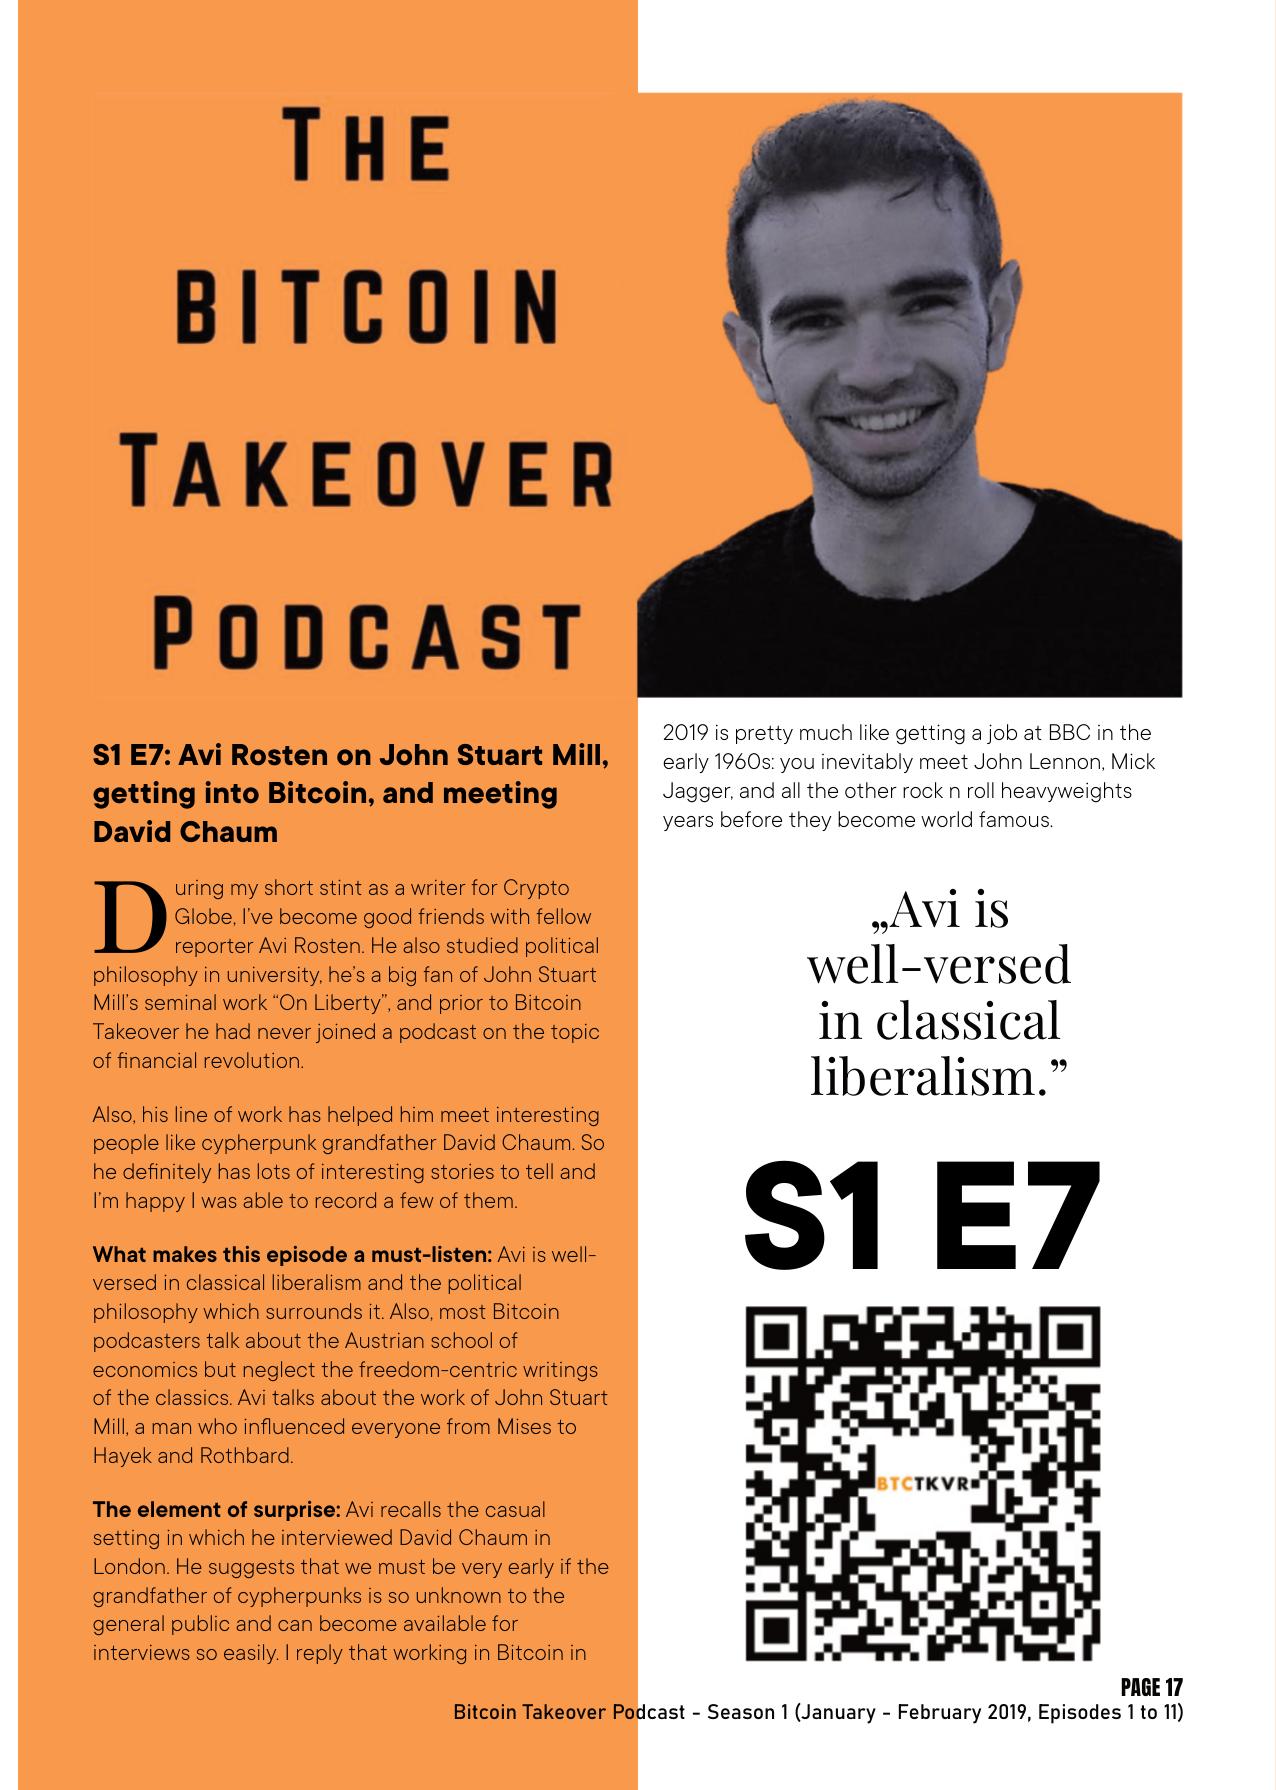 THE
BITCOIN
TAKEOVER
PODCAST
S1 E7: Avi Rosten on John Stuart Mill,
getting into Bitcoin, and meeting
David Chaum
During my short stint as a writer for Crypto
Globe, I’ve become good friends with fellow
reporter Avi Rosten. He also studied political
philosophy in university, he’s a big fan of John Stuart
Mill’s seminal work “On Liberty”, and prior to Bitcoin
Takeover he had never joined a podcast on the topic
of financial revolution.
Also, his line of work has helped him meet interesting
people like cypherpunk grandfather David Chaum. So
he definitely has lots of interesting stories to tell and
I’m happy I was able to record a few of them.
What makes this episode a must-listen: Avi is well-
versed in classical liberalism and the political
philosophy which surrounds it. Also, most Bitcoin
podcasters talk about the Austrian school of
economics but neglect the freedom-centric writings
of the classics. Avi talks about the work of John Stuart
Mill, a man who influenced everyone from Mises to
Hayek and Rothbard.
The element of surprise: Avi recalls the casual
setting in which he interviewed David Chaum in
London. He suggests that we must be very early if the
grandfather of cypherpunks is so unknown to the
general public and can become available for
interviews so easily. I reply that working in Bitcoin in
2019 is pretty much like getting a job at BBC in the
early 1960s: you inevitably meet John Lennon, Mick
Jagger, and all the other rock n roll heavyweights
years before they become world famous.
„Avi is
well-versed
in classical
liberalism.”
S1 E7
BTCTKVR
PAGE 17
Bitcoin Takeover Podcast - Season 1 (January - February 2019, Episodes 1 to 11)